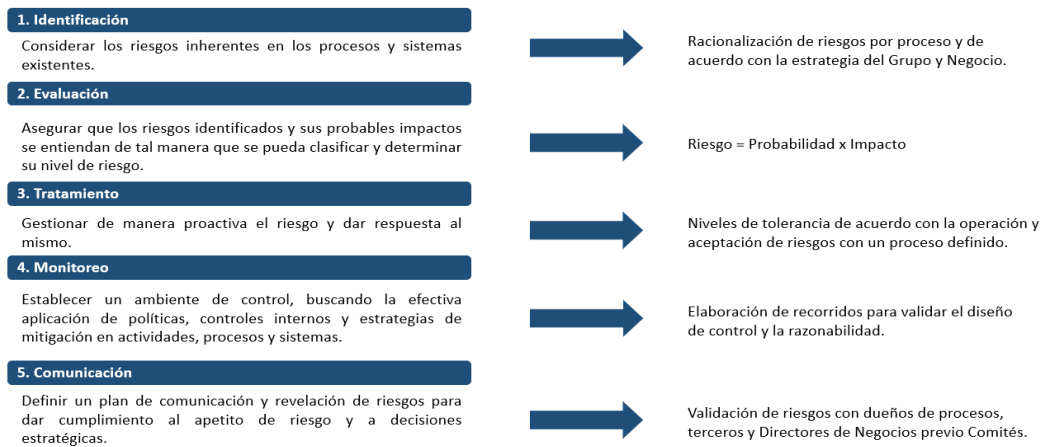 1. Identificación
Considerar los riesgos inherentes en los procesos y sistemas
existentes.
Racionalización de riesgos por proceso y de
acuerdo con la estrategia del Grupo y Negocio.
2. Evaluación
Asegurar que los riesgos identificados y sus probables impactos
se entiendan de tal manera que se pueda clasificar y determinar
su nivel de riesgo.
Riesgo = Probabilidad x Impacto
3. Tratamiento
Gestionar de manera proactiva el riesgo y dar respuesta al
mismo.
Niveles de tolerancia de acuerdo con la operación y
aceptación de riesgos con un proceso definido.
4. Monitoreo
Establecer un ambiente de control, buscando la efectiva
aplicación de políticas, controles internos y estrategias de
mitigación en actividades, procesos y sistemas.
Elaboración de recorridos para validar el diseño
de control y la razonabilidad.
5. Comunicación
Definir un plan de comunicación y revelación de riesgos para
dar cumplimiento al apetito de riesgo y a decisiones
estratégicas.
Validación de riesgos con dueños de procesos,
terceros y Directores de Negocios previo Comités.